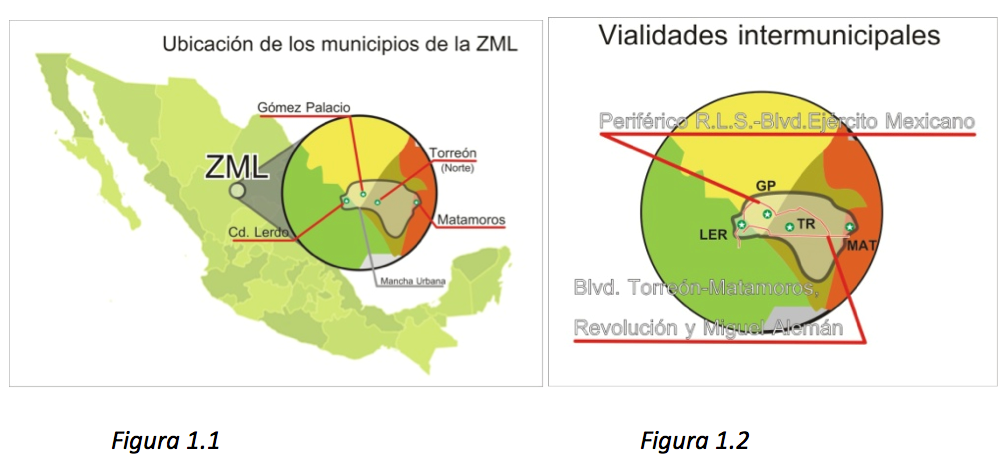 Ubicación de los municipios de la ZML
Gómez Palacio
ZML
Torreón
(Norte)
Cd. Lerdo
Matamoros
Mancha Urbana
Figura 1.1
Vialidades intermunicipales
Periférico R.L.S.-Blvd.Ejército Mexicano
GP
LER
TR
MAT
Blvd. Torreón-Matamoros,
Revolución y Miguel Alemán
Figura 1.2